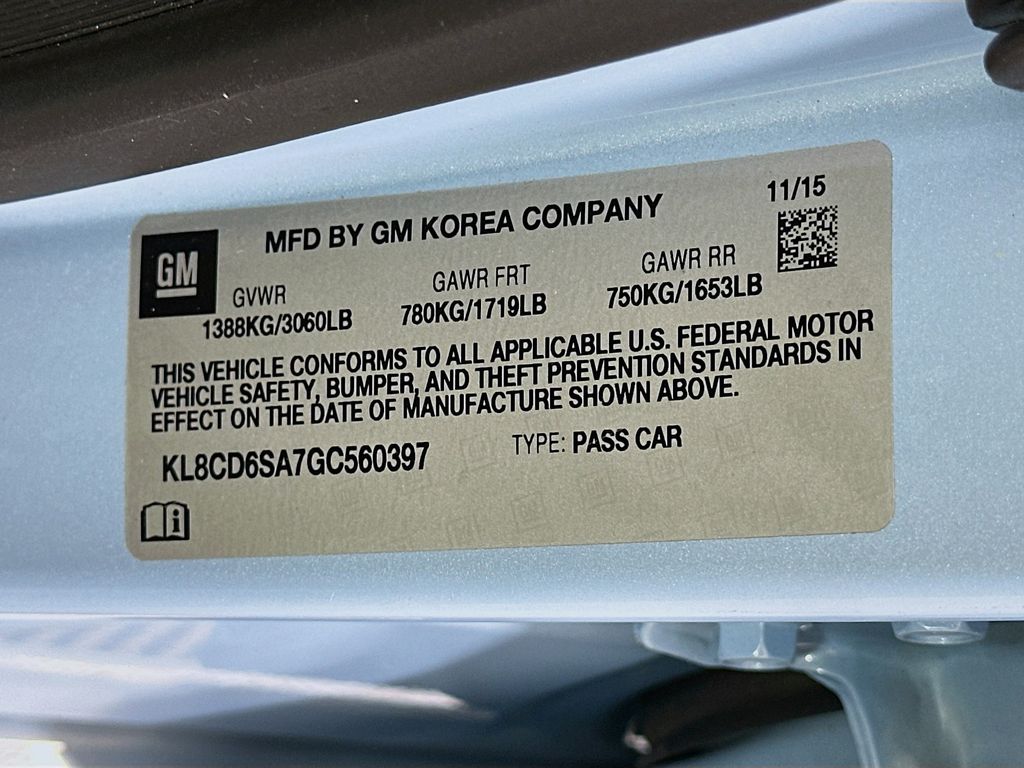 GM
MFD BY GM KOREA COMPANY
11/15
GVWR
1388KG/3060LB
GAWR FRT
780KG/1719LB
GAWR RR
750KG/1653LB
THIS VEHICLE CONFORMS TO ALL APPLICABLE U.S. FEDERAL MOTOR
VEHICLE SAFETY, BUMPER, AND THEFT PREVENTION STANDARDS IN
EFFECT ON THE DATE OF MANUFACTURE SHOWN ABOVE.
KL8CD6SA7GC560397
TYPE: PASS CAR